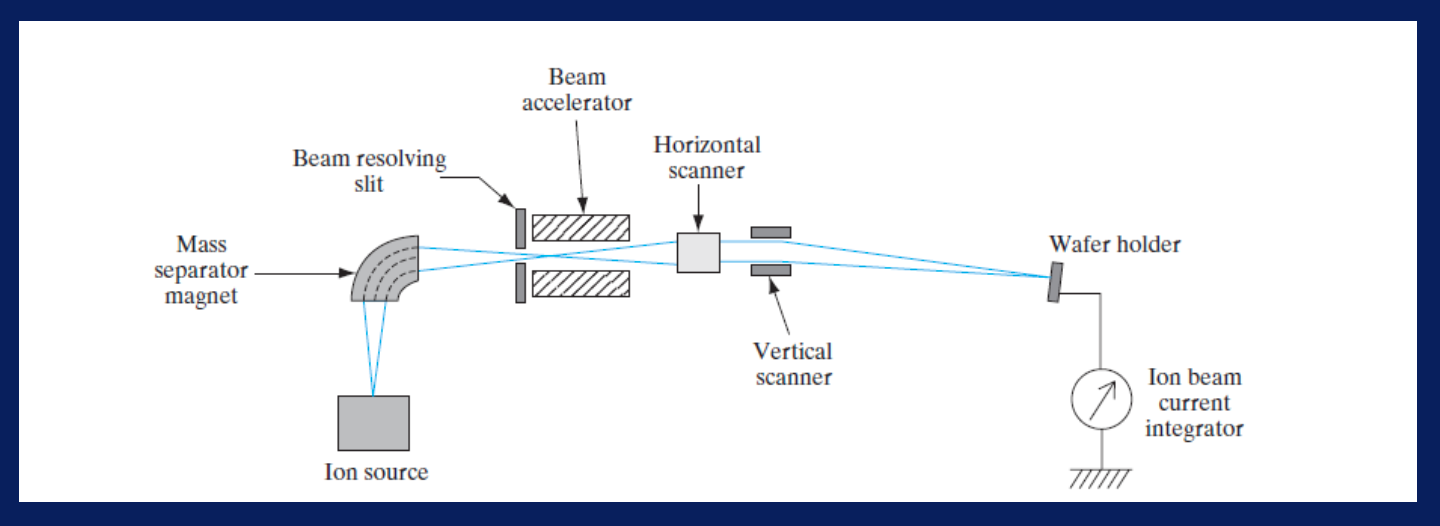 Beam
accelerator
Horizontal
scanner
Beam resolving
slit
Mass
separator
magnet
Wafer holder
Vertical
scanner
Ion beam
current
integrator
Ion source